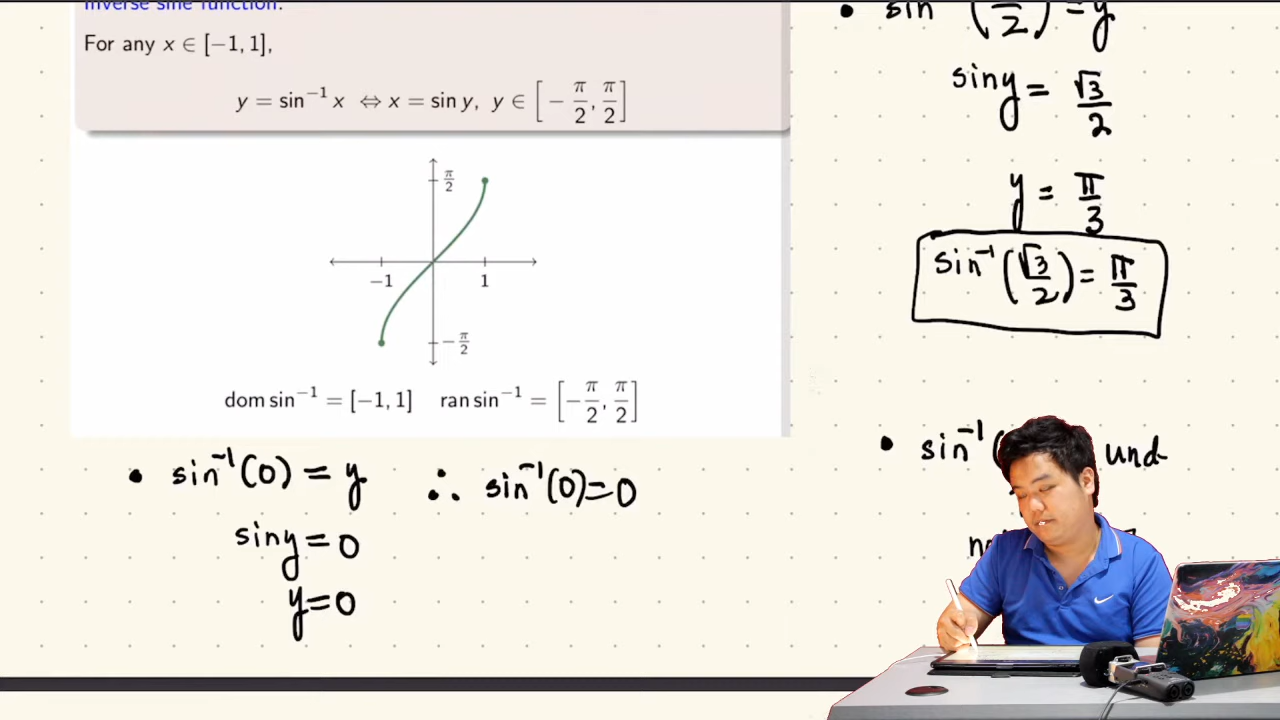 Inverse sine function.
For any x ∈ [−1, 1],
y = sin⁻¹ x ⇔ x = sin y, y ∈ [−π/2, π/2]
π/2
−1
1
−π/2
dom sin⁻¹ = [−1, 1] ran sin⁻¹ = [−π/2, π/2]
• sin⁻¹(0) = y
sin y = 0
y = 0
∴ sin⁻¹(0) = 0
• sin ( /2) = y
sin y = √3/2
y = π/3
sin⁻¹(√3/2) = π/3
• sin⁻¹( und